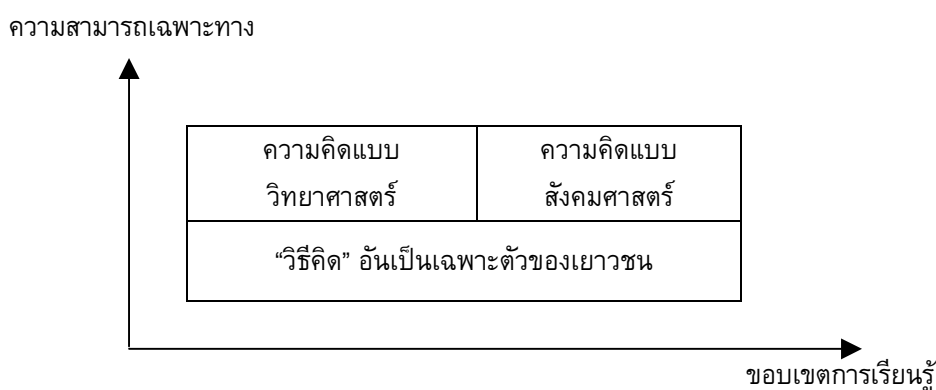 ความสามารถเฉพาะทาง
ความคิดแบบ
วิทยาศาสตร์
ความคิดแบบ
สังคมศาสตร์
“วิธีคิด” อันเป็นเฉพาะตัวของเยาวชน
ขอบเขตการเรียนรู้